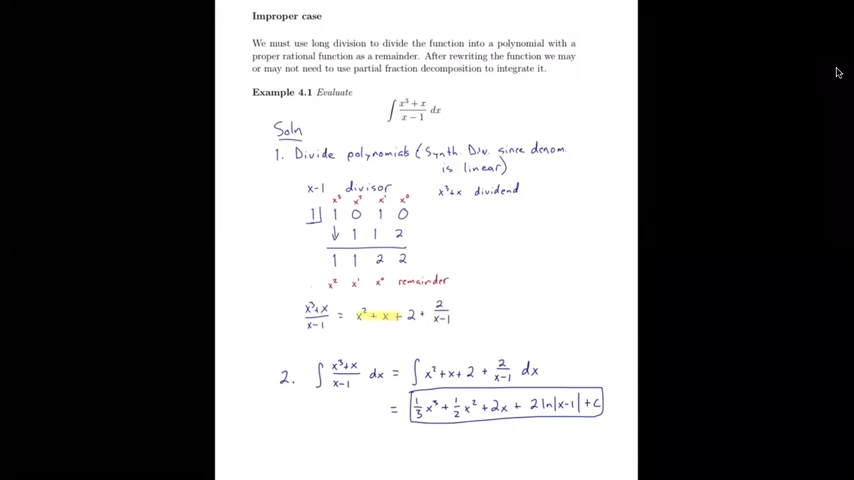 Improper case
We must use long division to divide the function into a polynomial with a
proper rational function as a remainder. After rewriting the function we may
or may not need to use partial fraction decomposition to integrate it.
Example 4.1 Evaluate
∫ (x³ + x)/(x − 1) dx
Soln
1. Divide polynomials (Synth. Div. since denom.
is linear)
x-1 divisor x³+x dividend
x³ x² x¹ x⁰
1| 1 0 1 0
↓ 1 1 2
1 1 2 2
x² x¹ x⁰ remainder
(x³+x)/(x-1) = x² + x + 2 + 2/(x-1)
2. ∫ (x³+x)/(x-1) dx = ∫ x² + x + 2 + 2/(x-1) dx
= 1/3 x³ + 1/2 x² + 2x + 2 ln|x-1| + C